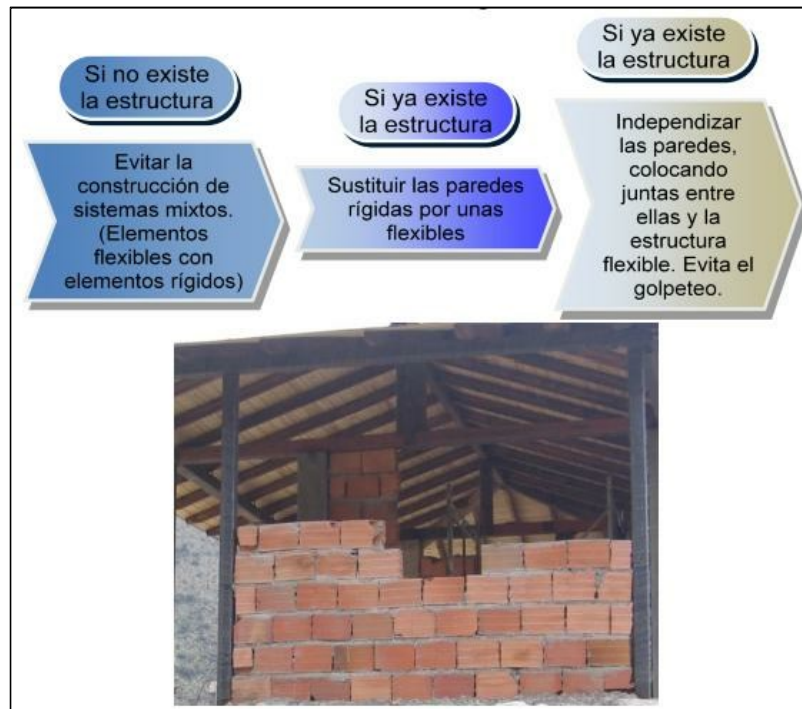 Si no existe
la estructura
Evitar la
construcción de
sistemas mixtos.
(Elementos
flexibles con
elementos rígidos)
Si ya existe
la estructura
Sustituir las paredes
rígidas por unas
flexibles
Si ya existe
la estructura
Independizar
las paredes,
colocando
juntas entre
ellas y la
estructura
flexible. Evita el
golpeteo.